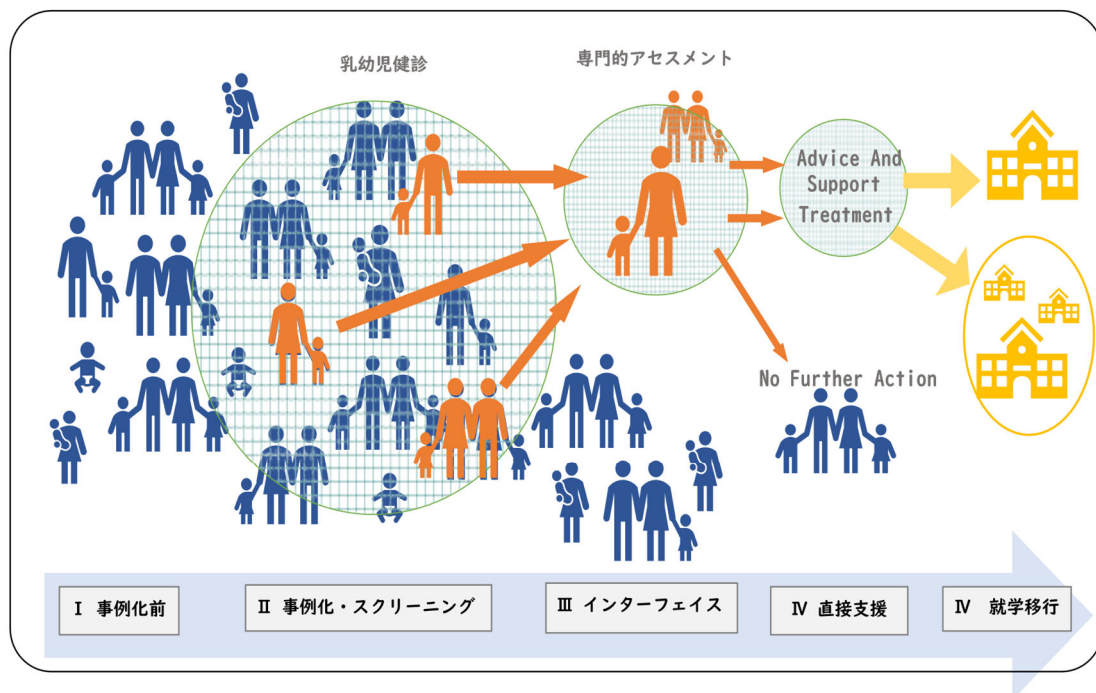 乳幼児健診
専門的アセスメント
Advice And
Support
Treatment
No Further Action
Ⅰ 事例化前
Ⅱ 事例化・スクリーニング
Ⅲ インターフェイス
Ⅳ 直接支援
Ⅳ 就学移行